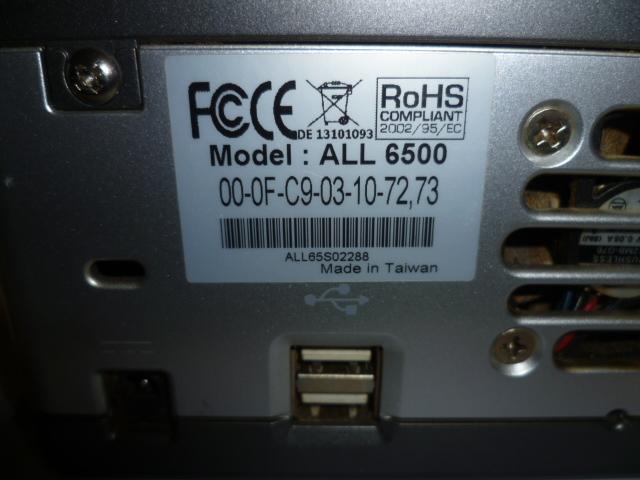 FC CE RoHS
COMPLIANT
2002/95/EC
DE 13101093
Model : ALL 6500
00-0F-C9-03-10-72,73
ALL65S02288
Made in Taiwan